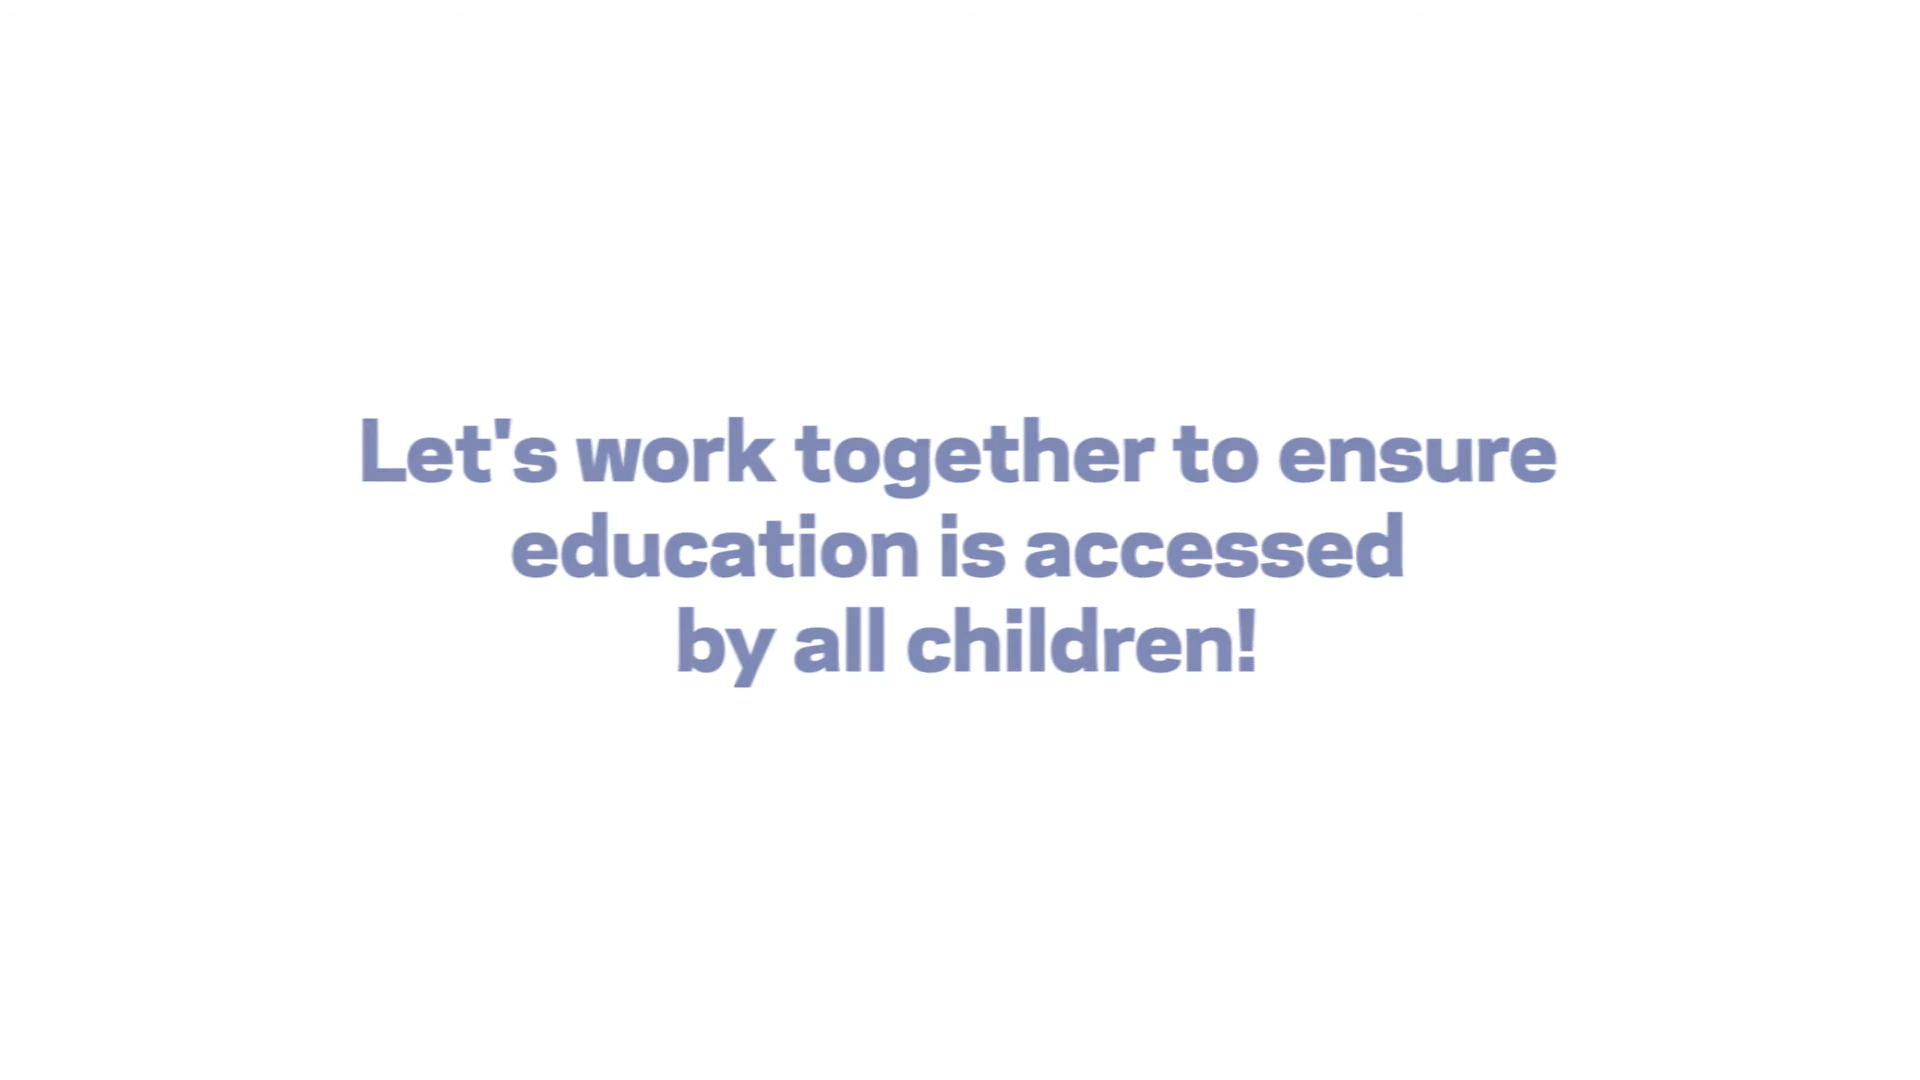 Let's work together to ensure
education is accessed
by all children!